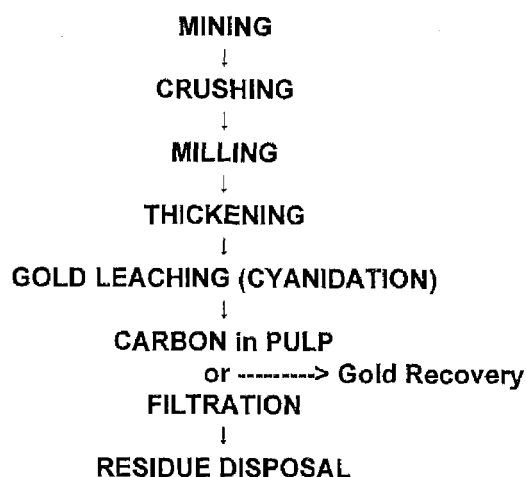 MINING
↓
CRUSHING
↓
MILLING
↓
THICKENING
↓
GOLD LEACHING (CYANIDATION)
↓
CARBON in PULP
or ---------> Gold Recovery
FILTRATION
↓
RESIDUE DISPOSAL